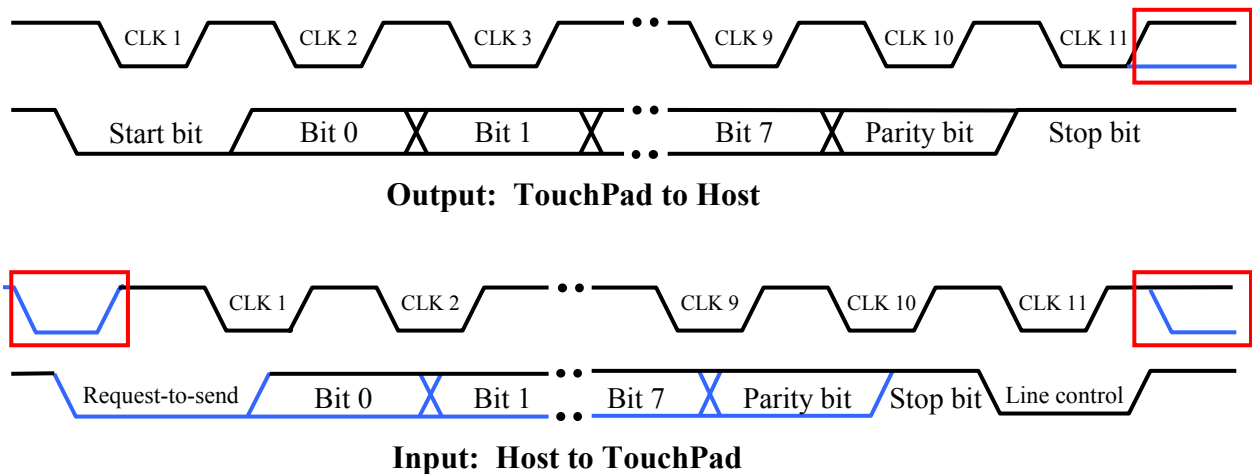 CLK 1 CLK 2 CLK 3 CLK 9 CLK 10 CLK 11
Start bit Bit 0 Bit 1 Bit 7 Parity bit Stop bit
Output: TouchPad to Host
CLK 1 CLK 2 CLK 9 CLK 10 CLK 11
Request-to-send Bit 0 Bit 1 Bit 7 Parity bit Stop bit Line control
Input: Host to TouchPad